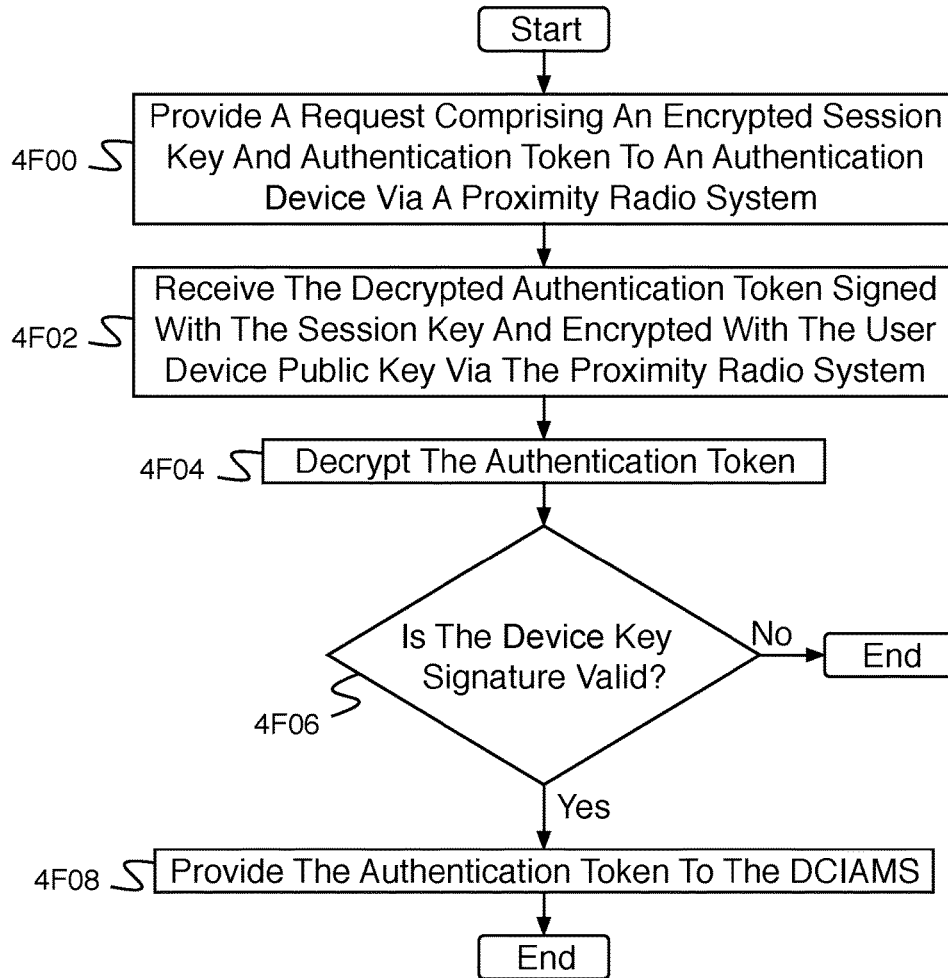 Start
4F00
Provide A Request Comprising An Encrypted Session
Key And Authentication Token To An Authentication
Device Via A Proximity Radio System
4F02
Receive The Decrypted Authentication Token Signed
With The Session Key And Encrypted With The User
Device Public Key Via The Proximity Radio System
4F04
Decrypt The Authentication Token
4F06
Is The Device Key
Signature Valid?
No
End
Yes
4F08
Provide The Authentication Token To The DCIAMS
End